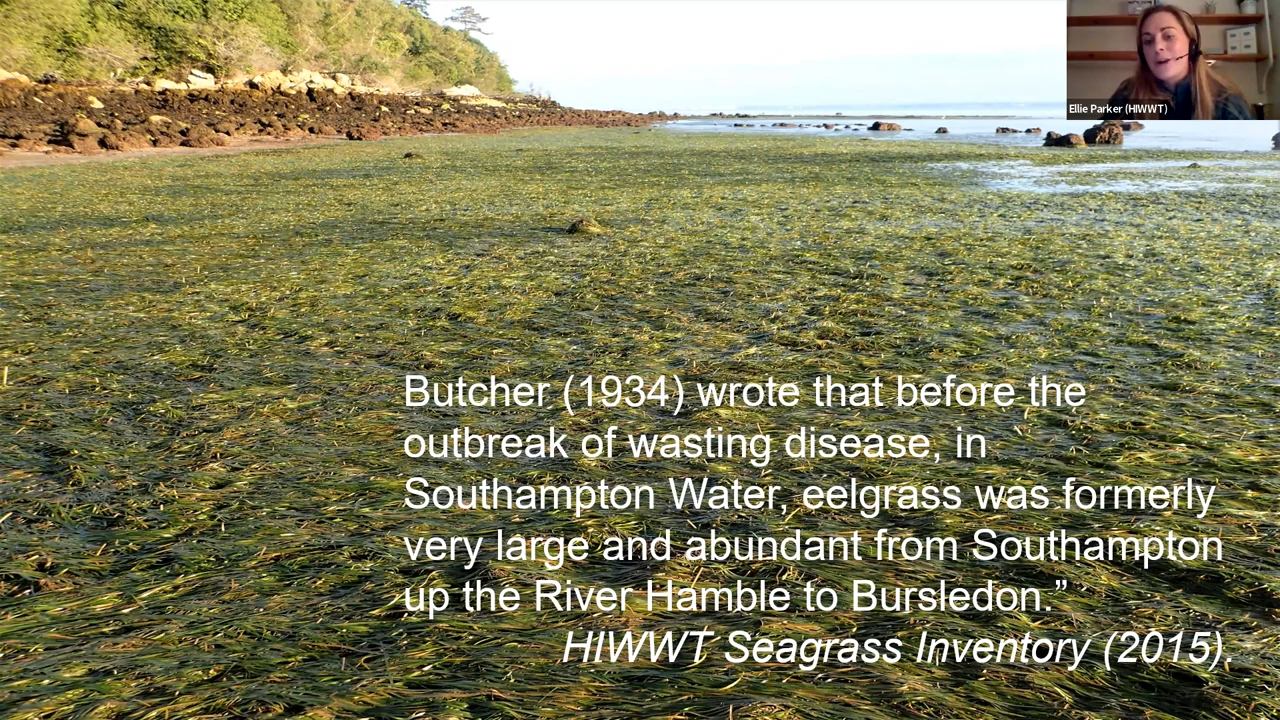 Ellie Parker (HIWWT)
Butcher (1934) wrote that before the
outbreak of wasting disease, in
Southampton Water, eelgrass was formerly
very large and abundant from Southampton
up the River Hamble to Bursledon.”
HIWWT Seagrass Inventory (2015).